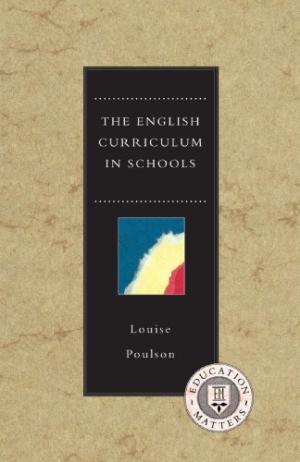 THE ENGLISH
CURRICULUM
IN SCHOOLS
Louise
Poulson
EDUCATION
MATTERS